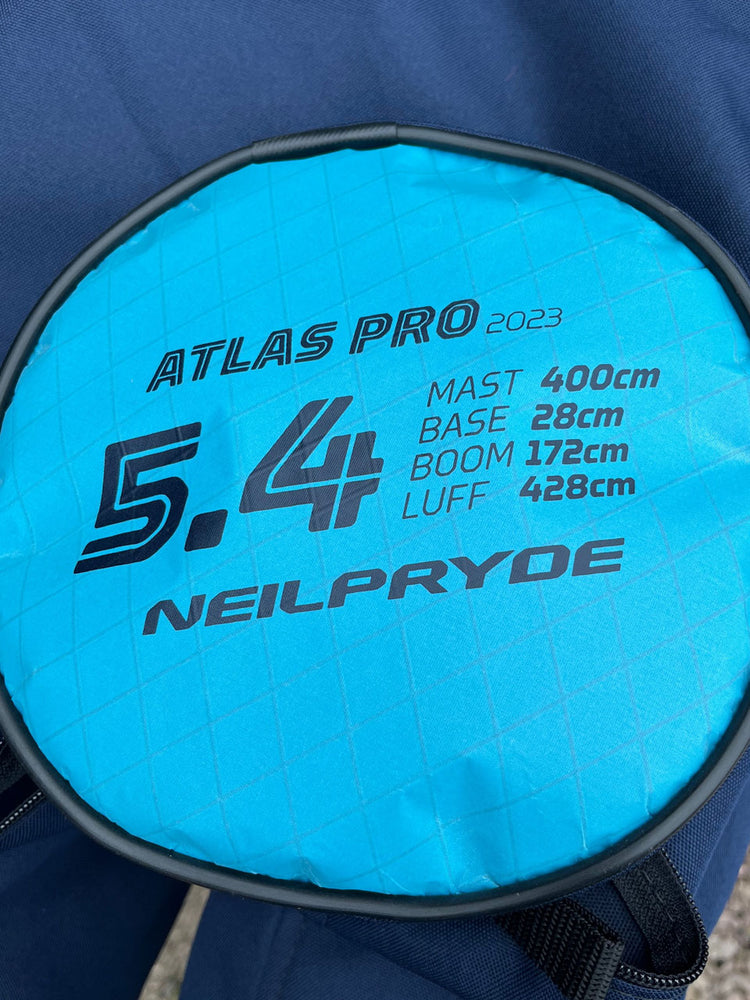 ATLAS PRO 2023
5.4
MAST 400cm
BASE 28cm
BOOM 172cm
LUFF 428cm
NEILPRYDE